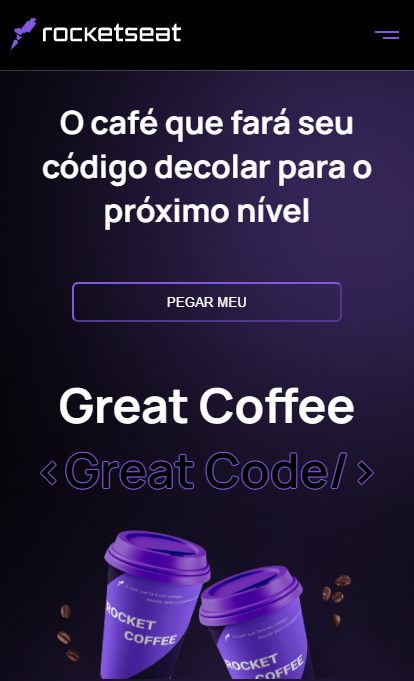 rocketseat
O café que fará seu
código decolar para o
próximo nível
PEGAR MEU
Great Coffee
<Great Code/>
ROCKET
COFFEE
ROCKET
COFFEE